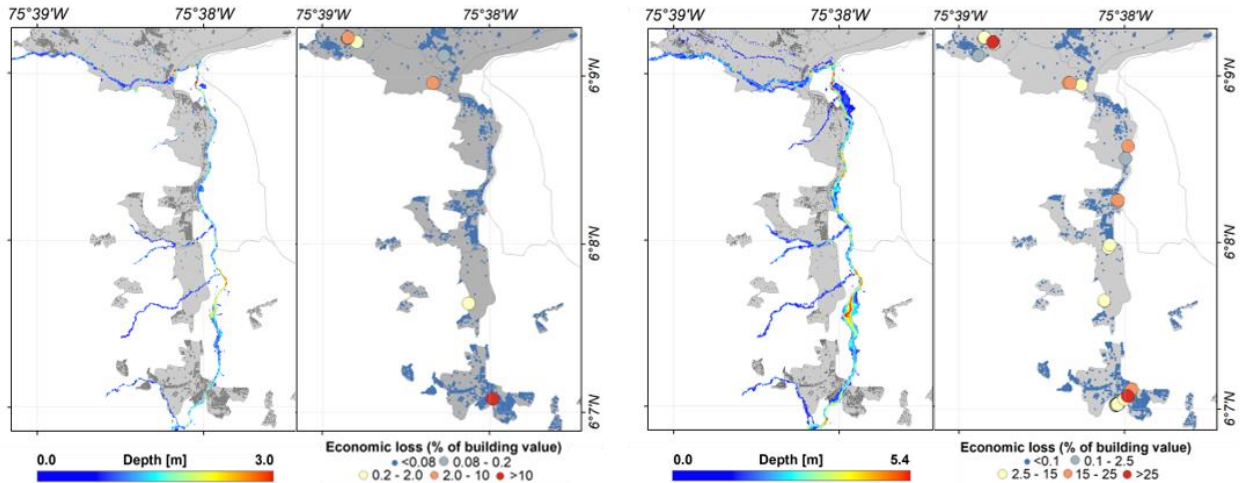 75°39'W 75°38'W 75°39'W 75°38'W 75°39'W 75°38'W 75°39'W 75°38'W
6°9'N 6°9'N
6°8'N 6°8'N
6°7'N 6°7'N
Economic loss (% of building value) Economic loss (% of building value)
0.0 Depth [m] 3.0 <0.08 0.08 - 0.2 0.0 Depth [m] 5.4 <0.1 0.1 - 2.5
0.2 - 2.0 2.0 - 10 >10 2.5 - 15 15 - 25 >25